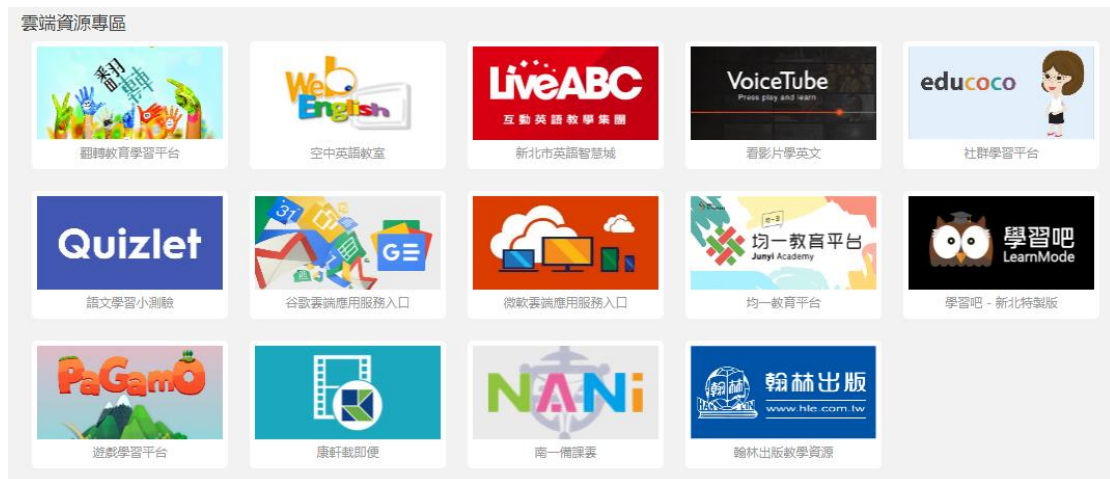 雲端資源專區
翻轉
翻轉教育學習平台
Web
English
空中英語教室
LiveABC
互動英語教學集團
新北市英語智慧城
VoiceTube
Press play and learn
看影片學英文
educoco
社群學習平台
Quizlet
語文學習小測驗
31
G
谷歌雲端應用服務入口
微軟雲端應用服務入口
均一教育平台
Junyi Academy
均一教育平台
學習吧
LearnMode
學習吧 - 新北特製版
PaGamO
遊戲學習平台
康軒載即便
NANi
南一備課雲
翰林
翰林出版
www.hle.com.tw
翰林出版教學資源